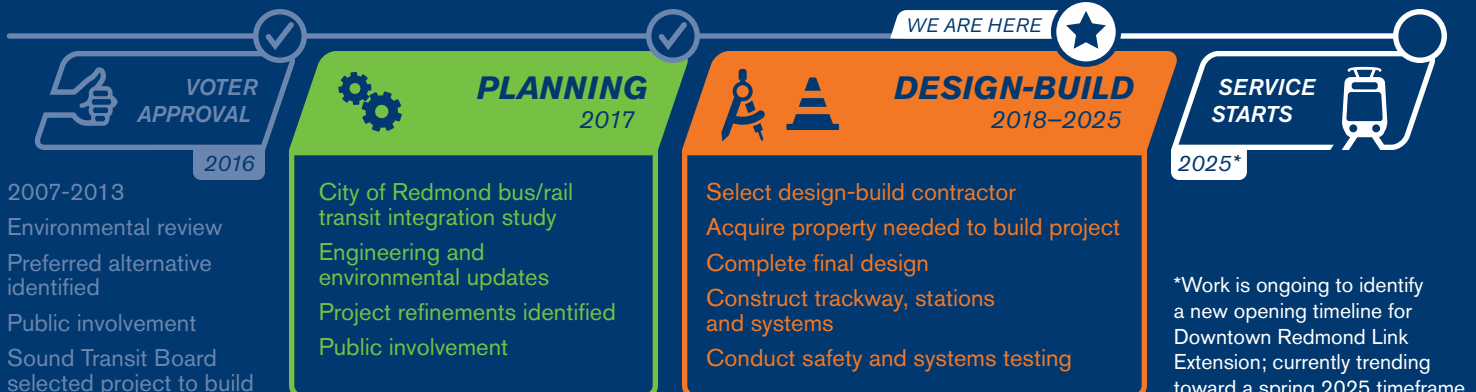 WE ARE HERE
VOTER
APPROVAL
2016
2007-2013
Environmental review
Preferred alternative
identified
Public involvement
Sound Transit Board
selected project to build
PLANNING
2017
City of Redmond bus/rail
transit integration study
Engineering and
environmental updates
Project refinements identified
Public involvement
DESIGN-BUILD
2018–2025
Select design-build contractor
Acquire property needed to build project
Complete final design
Construct trackway, stations
and systems
Conduct safety and systems testing
SERVICE
STARTS
2025*
*Work is ongoing to identify
a new opening timeline for
Downtown Redmond Link
Extension; currently trending
toward a spring 2025 timeframe